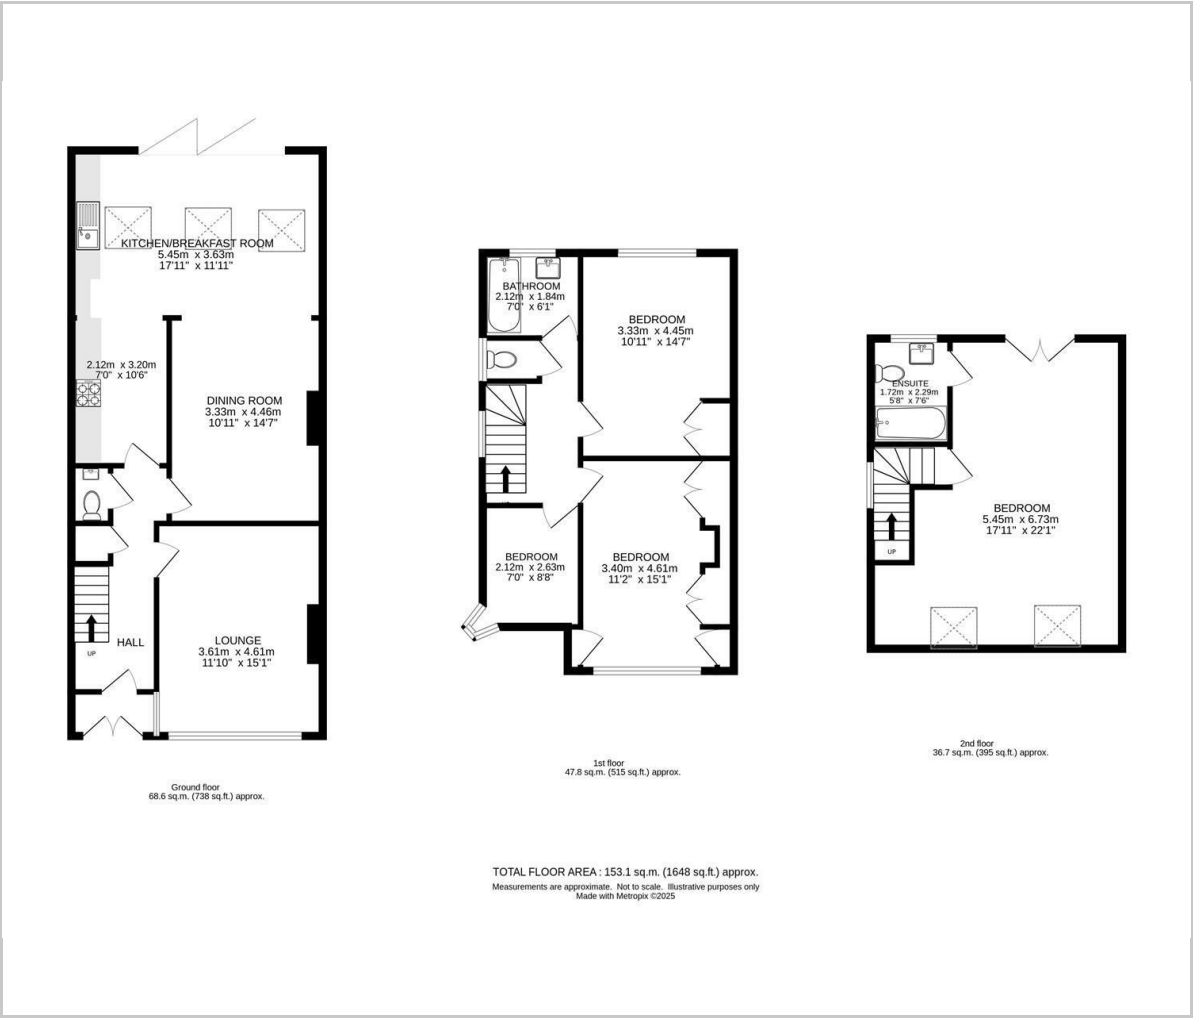 KITCHEN/BREAKFAST ROOM
5.45m x 3.63m
17'11" x 11'11"
2.12m x 3.20m
7'0" x 10'6"
DINING ROOM
3.33m x 4.46m
10'11" x 14'7"
HALL
UP
LOUNGE
3.61m x 4.61m
11'10" x 15'1"
Ground floor
68.6 sq.m. (738 sq.ft.) approx.
BATHROOM
2.12m x 1.84m
7'0" x 6'1"
BEDROOM
3.33m x 4.45m
10'11" x 14'7"
BEDROOM
2.12m x 2.63m
7'0" x 8'8"
BEDROOM
3.40m x 4.61m
11'2" x 15'1"
1st floor
47.8 sq.m. (515 sq.ft.) approx.
ENSUITE
1.72m x 2.29m
5'8" x 7'6"
UP
BEDROOM
5.45m x 6.73m
17'11" x 22'1"
2nd floor
36.7 sq.m. (395 sq.ft.) approx.
TOTAL FLOOR AREA : 153.1 sq.m. (1648 sq.ft.) approx.
Measurements are approximate. Not to scale. Illustrative purposes only
Made with Metropix ©2025